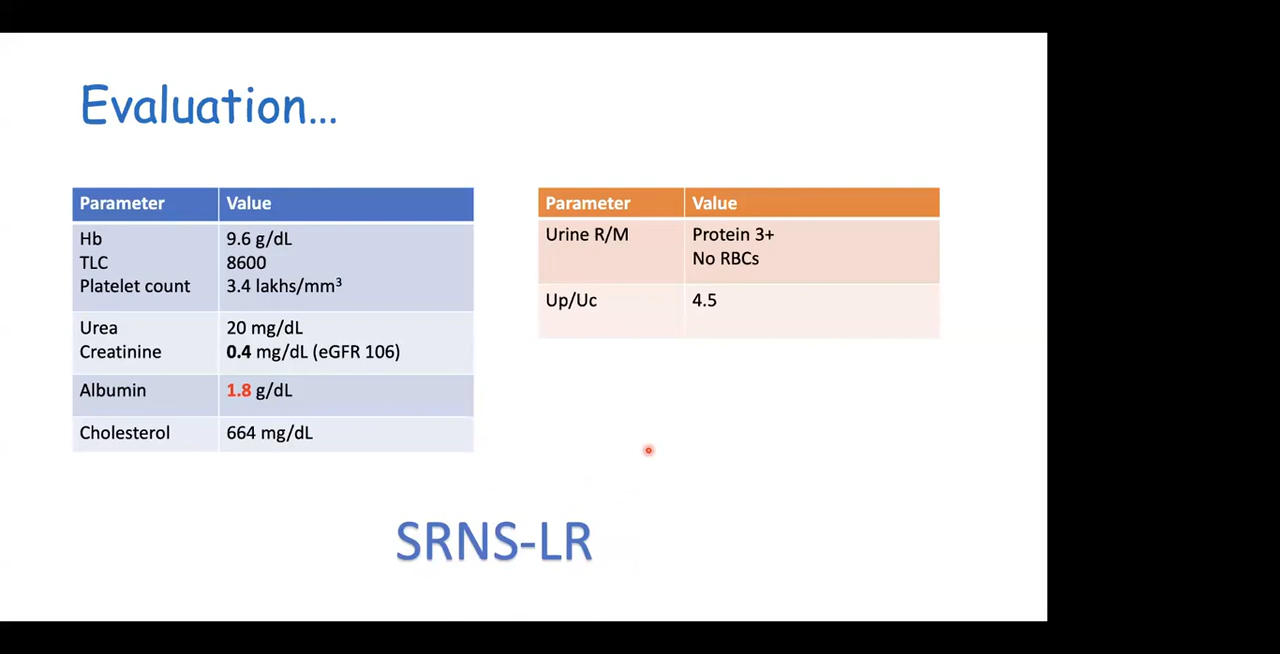 Evaluation...
Parameter Value
Hb 9.6 g/dL
TLC 8600
Platelet count 3.4 lakhs/mm³
Urea 20 mg/dL
Creatinine 0.4 mg/dL (eGFR 106)
Albumin 1.8 g/dL
Cholesterol 664 mg/dL
Parameter Value
Urine R/M Protein 3+
No RBCs
Up/Uc 4.5
SRNS-LR